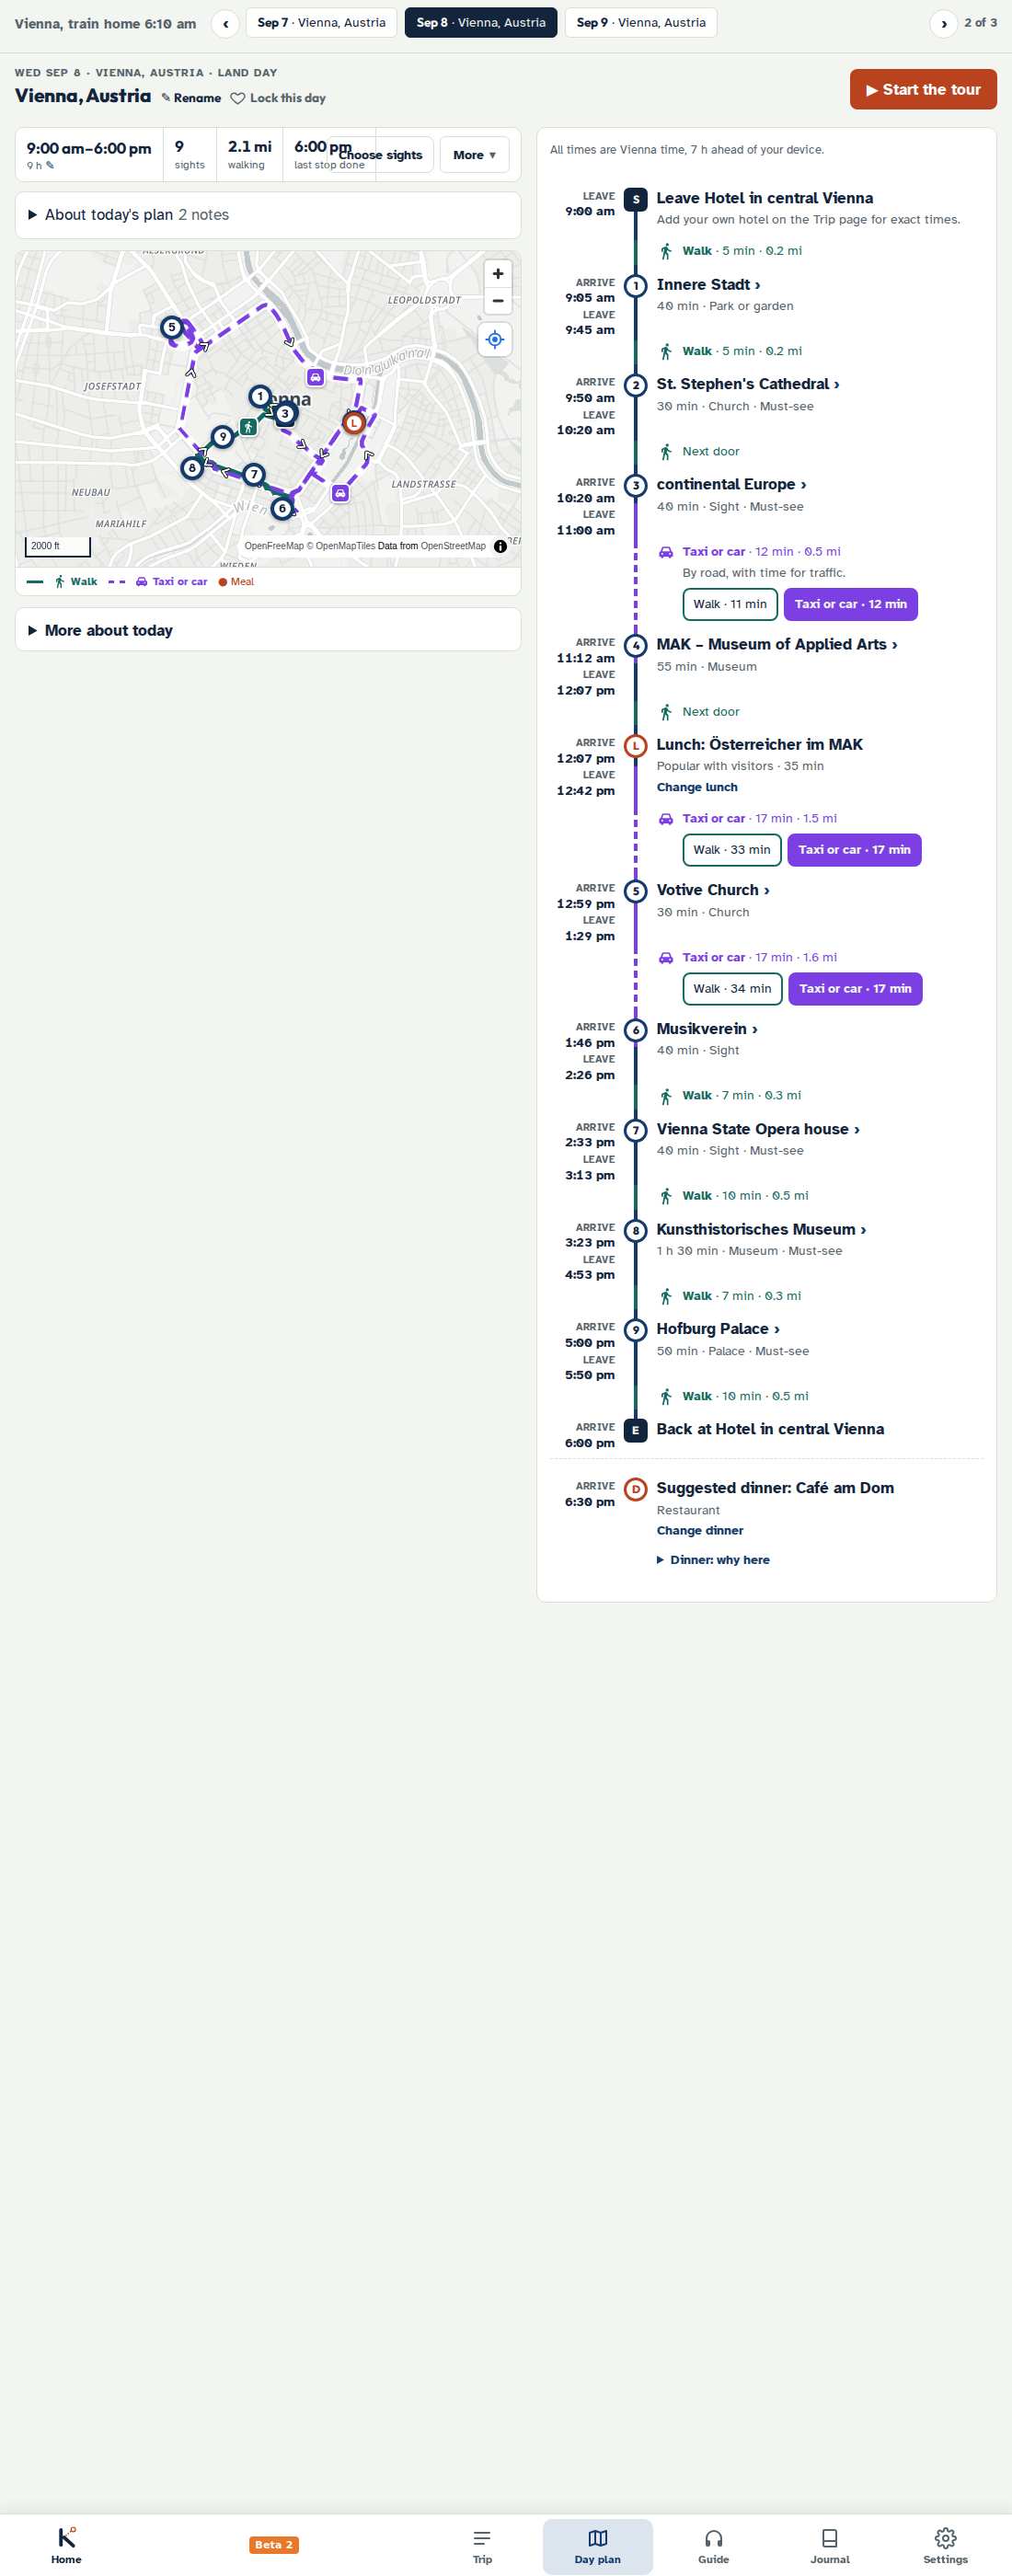 Vienna, train home 6:10 am
‹
Sep 7 · Vienna, Austria
Sep 8 · Vienna, Austria
Sep 9 · Vienna, Austria
›
2 of 3
WED SEP 8 · VIENNA, AUSTRIA · LAND DAY
Vienna, Austria ✎ Rename Lock this day
▶ Start the tour
9:00 am–6:00 pm
9 h ✎
9
sights
2.1 mi
walking
6:00 pm
last stop done
Choose sights
More ▼
▶ About today's plan 2 notes
LEOPOLDSTADT
Donaukanal
JOSEFSTADT
LANDSTRASSE
NEUBAU
MARIAHILF
Wien
WIEDEN
5
1
3
L
9
8
7
6
+
−
2000 ft
OpenFreeMap © OpenMapTiles Data from OpenStreetMap
Walk
Taxi or car
Meal
▶ More about today
All times are Vienna time, 7 h ahead of your device.
LEAVE
9:00 am
S
Leave Hotel in central Vienna
Add your own hotel on the Trip page for exact times.
Walk · 5 min · 0.2 mi
ARRIVE
9:05 am
LEAVE
9:45 am
1
Innere Stadt ›
40 min · Park or garden
Walk · 5 min · 0.2 mi
ARRIVE
9:50 am
LEAVE
10:20 am
2
St. Stephen's Cathedral ›
30 min · Church · Must-see
Next door
ARRIVE
10:20 am
LEAVE
11:00 am
3
continental Europe ›
40 min · Sight · Must-see
Taxi or car · 12 min · 0.5 mi
By road, with time for traffic.
Walk · 11 min
Taxi or car · 12 min
ARRIVE
11:12 am
LEAVE
12:07 pm
4
MAK – Museum of Applied Arts ›
55 min · Museum
Next door
ARRIVE
12:07 pm
LEAVE
12:42 pm
L
Lunch: Österreicher im MAK
Popular with visitors · 35 min
Change lunch
Taxi or car · 17 min · 1.5 mi
Walk · 33 min
Taxi or car · 17 min
ARRIVE
12:59 pm
LEAVE
1:29 pm
5
Votive Church ›
30 min · Church
Taxi or car · 17 min · 1.6 mi
Walk · 34 min
Taxi or car · 17 min
ARRIVE
1:46 pm
LEAVE
2:26 pm
6
Musikverein ›
40 min · Sight
Walk · 7 min · 0.3 mi
ARRIVE
2:33 pm
LEAVE
3:13 pm
7
Vienna State Opera house ›
40 min · Sight · Must-see
Walk · 10 min · 0.5 mi
ARRIVE
3:23 pm
LEAVE
4:53 pm
8
Kunsthistorisches Museum ›
1 h 30 min · Museum · Must-see
Walk · 7 min · 0.3 mi
ARRIVE
5:00 pm
LEAVE
5:50 pm
9
Hofburg Palace ›
50 min · Palace · Must-see
Walk · 10 min · 0.5 mi
ARRIVE
6:00 pm
E
Back at Hotel in central Vienna
ARRIVE
6:30 pm
D
Suggested dinner: Café am Dom
Restaurant
Change dinner
▶ Dinner: why here
Home
Beta 2
Trip
Day plan
Guide
Journal
Settings